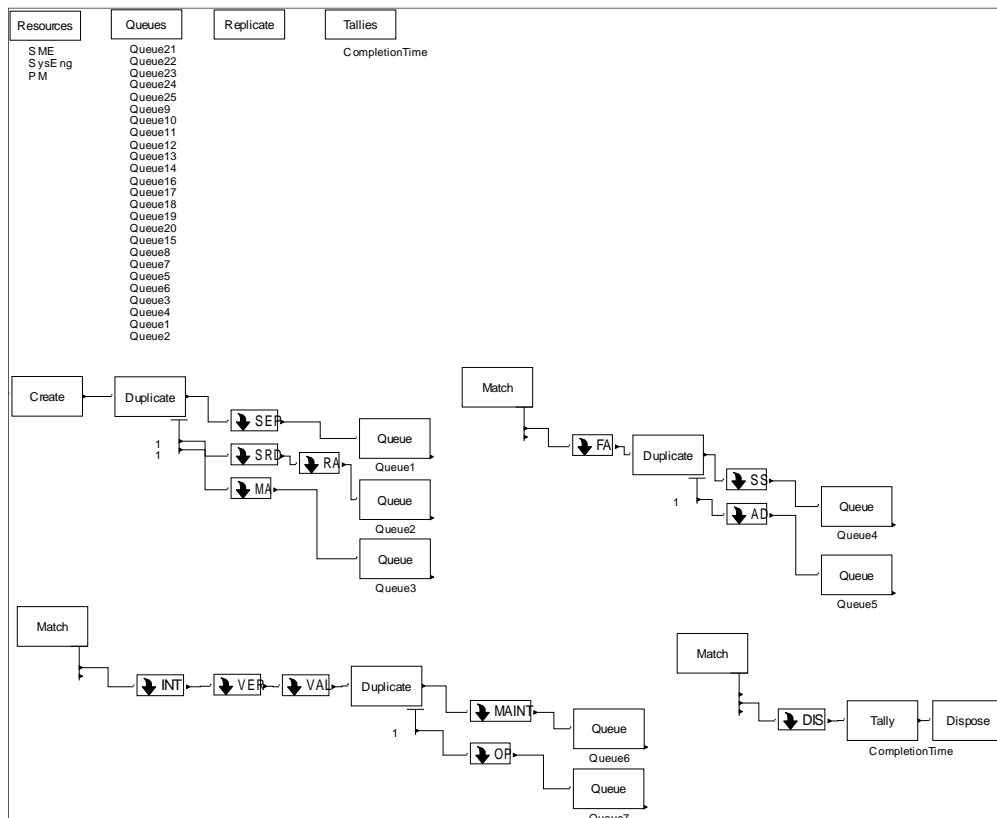 Resources
Queues
Replicate
Tallies
SME
SysEng
PM
Queue21
Queue22
Queue23
Queue24
Queue25
Queue9
Queue10
Queue11
Queue12
Queue13
Queue14
Queue16
Queue17
Queue18
Queue19
Queue20
Queue15
Queue8
Queue7
Queue5
Queue6
Queue3
Queue4
Queue1
Queue2
CompletionTime
Create
Duplicate
1
1
SEP
SRD
RA
MA
Queue
Queue1
Queue
Queue2
Queue
Queue3
Match
FA
Duplicate
1
SS
AD
Queue
Queue4
Queue
Queue5
Match
INT
VER
VAL
Duplicate
1
MAINT
OP
Queue
Queue6
Queue
Queue7
Match
DIS
Tally
CompletionTime
Dispose